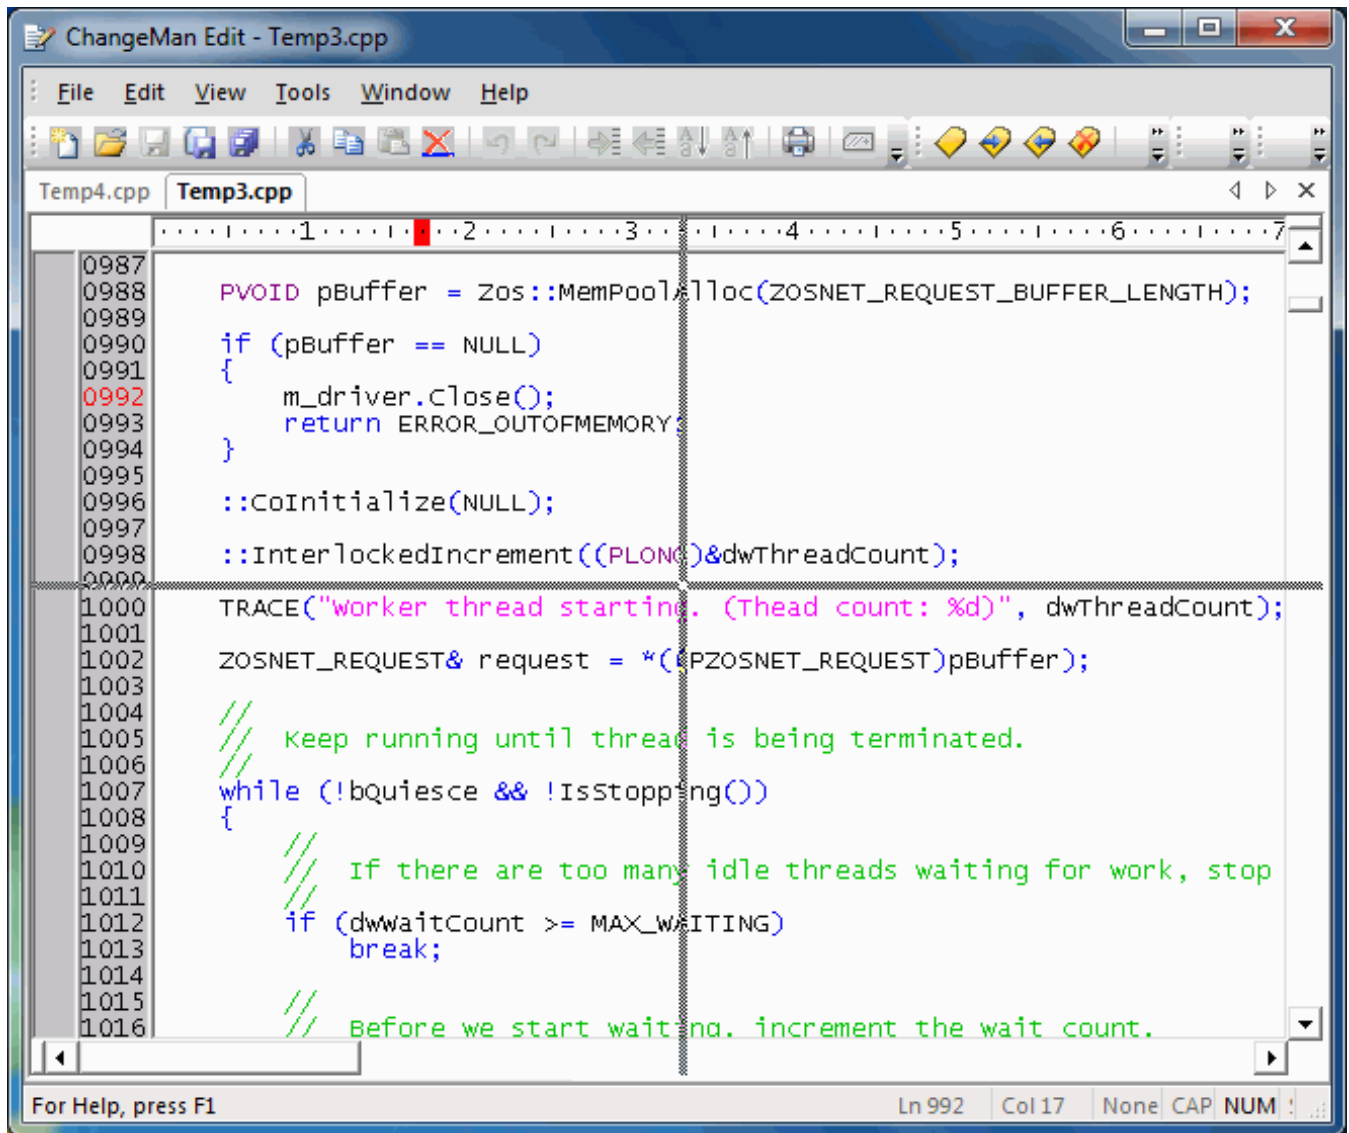 ChangeMan Edit - Temp3.cpp
File Edit View Tools Window Help
Temp4.cpp Temp3.cpp
1 2 3 4 5 6 7
0987
0988 PVOID pBuffer = Zos::MemPoolAlloc(ZOSNET_REQUEST_BUFFER_LENGTH);
0989
0990 if (pBuffer == NULL)
0991 {
0992 m_driver.Close();
0993 return ERROR_OUTOFMEMORY;
0994 }
0995
0996 ::CoInitialize(NULL);
0997
0998 ::InterlockedIncrement((PLONG)&dwThreadCount);
0999
1000 TRACE("Worker thread starting. (Thead count: %d)", dwThreadCount);
1001
1002 ZOSNET_REQUEST& request = *((PZOSNET_REQUEST)pBuffer);
1003
1004 //
1005 // Keep running until thread is being terminated.
1006 //
1007 while (!bQuiesce && !IsStopping())
1008 {
1009 //
1010 // If there are too many idle threads waiting for work, stop
1011 //
1012 if (dwWaitCount >= MAX_WAITING)
1013 break;
1014
1015 //
1016 // Before we start waiting, increment the wait count.
For Help, press F1 Ln 992 Col 17 None CAP NUM